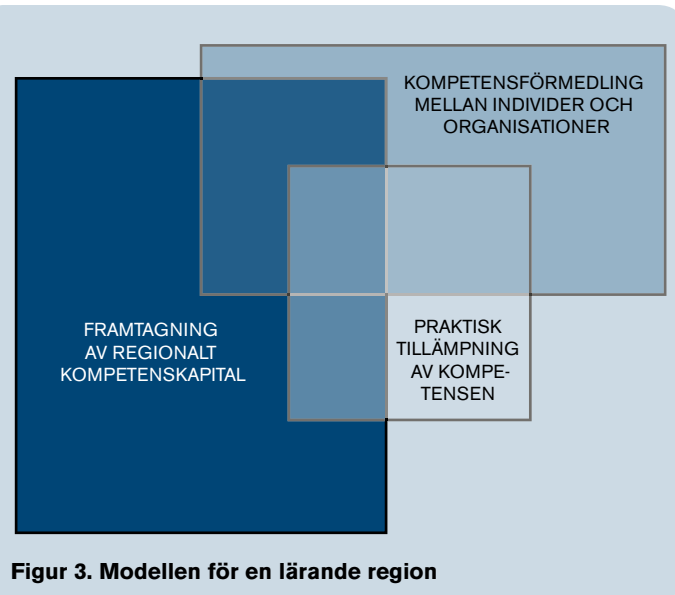 KOMPETENSFÖRMEDLING
MELLAN INDIVIDER OCH
ORGANISATIONER
FRAMTAGNING
AV REGIONALT
KOMPETENSKAPITAL
PRAKTISK
TILLÄMPNING
AV KOMPE-
TENSEN
Figur 3. Modellen för en lärande region